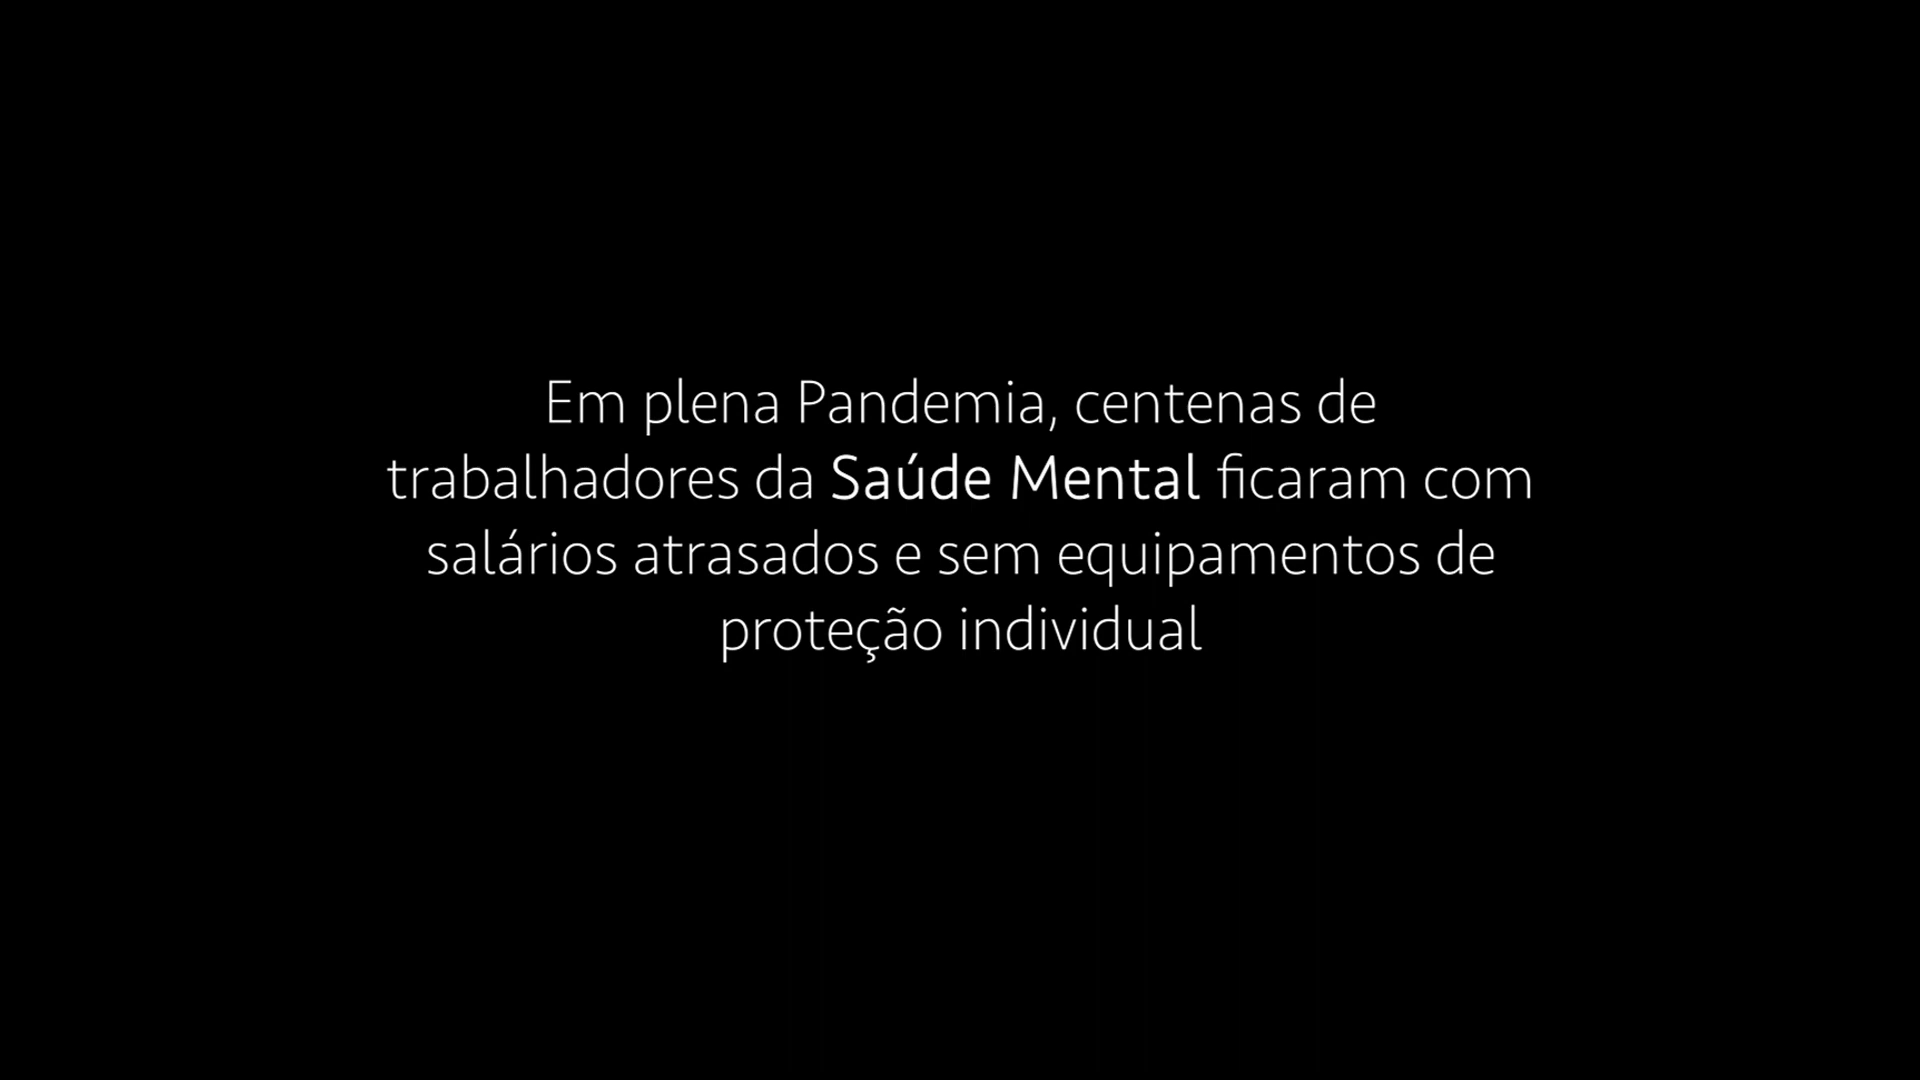 Em plena Pandemia, centenas de
trabalhadores da Saúde Mental ficaram com
salários atrasados e sem equipamentos de
proteção individual